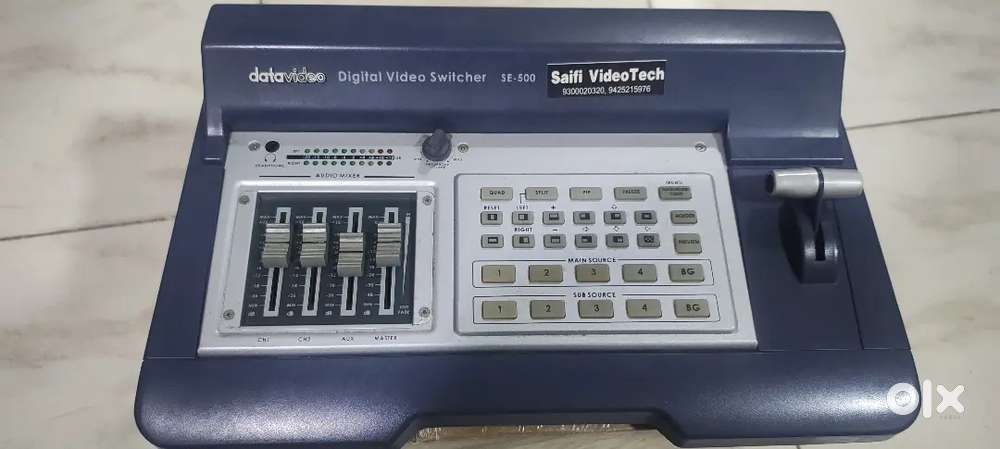 datavideo Digital Video Switcher SE-500
Saifi VideoTech
9300020320, 9425215976
AUDIO MIXER
QUAD SPLIT PIP FREEZE
RESET LEFT
RIGHT
PREVIEW
MAIN SOURCE
1 2 3 4 BG
SUB SOURCE
1 2 3 4 BG
CH1 CH2 AUX MASTER
olx